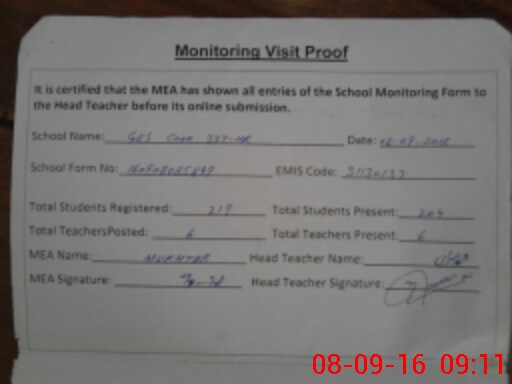 Monitoring Visit Proof
It is certified that the MEA has shown all entries of the School Monitoring Form to
the Head Teacher before its online submission.
School Name: GES Date:
School Form No: EMIS Code:
Total Students Registered: 219 Total Students Present:
Total TeachersPosted: 6 Total Teachers Present: 6
MEA Name: MUKHTAR Head Teacher Name:
MEA Signature: Head Teacher Signature:
08-09-16 09:11